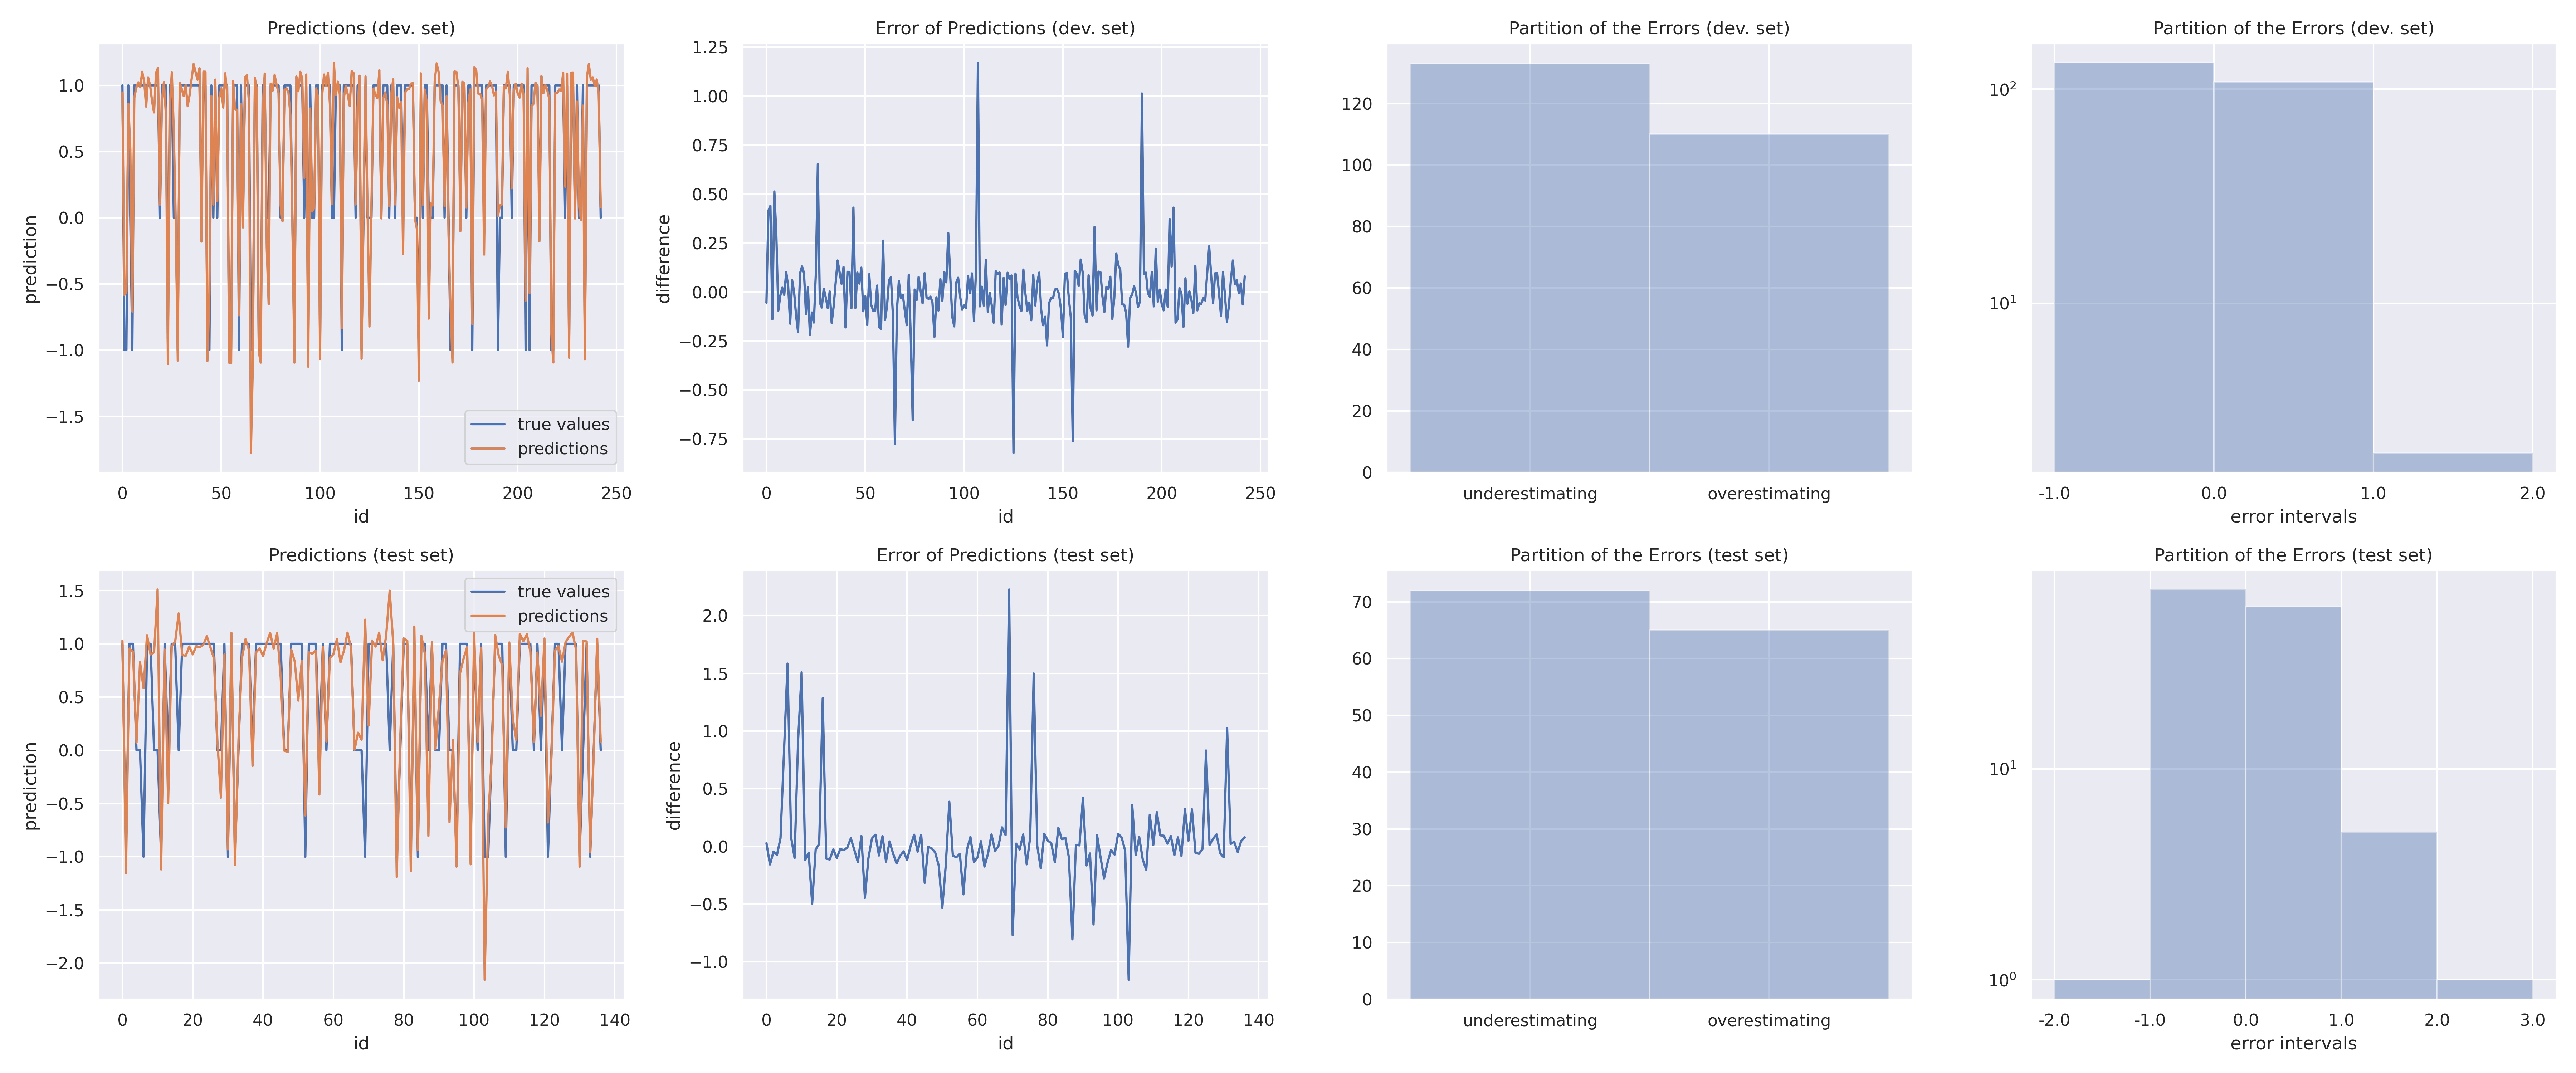 Predictions (dev. set)
prediction
1.0
0.5
0.0
−0.5
−1.0
−1.5
true values
predictions
0 50 100 150 200 250
id
Error of Predictions (dev. set)
difference
1.25
1.00
0.75
0.50
0.25
0.00
−0.25
−0.50
−0.75
0 50 100 150 200 250
id
Partition of the Errors (dev. set)
120
100
80
60
40
20
0
underestimating overestimating
Partition of the Errors (dev. set)
10²
10¹
-1.0 0.0 1.0 2.0
error intervals
Predictions (test set)
prediction
1.5
1.0
0.5
0.0
−0.5
−1.0
−1.5
−2.0
true values
predictions
0 20 40 60 80 100 120 140
id
Error of Predictions (test set)
difference
2.0
1.5
1.0
0.5
0.0
−0.5
−1.0
0 20 40 60 80 100 120 140
id
Partition of the Errors (test set)
70
60
50
40
30
20
10
0
underestimating overestimating
Partition of the Errors (test set)
10¹
10⁰
-2.0 -1.0 0.0 1.0 2.0 3.0
error intervals